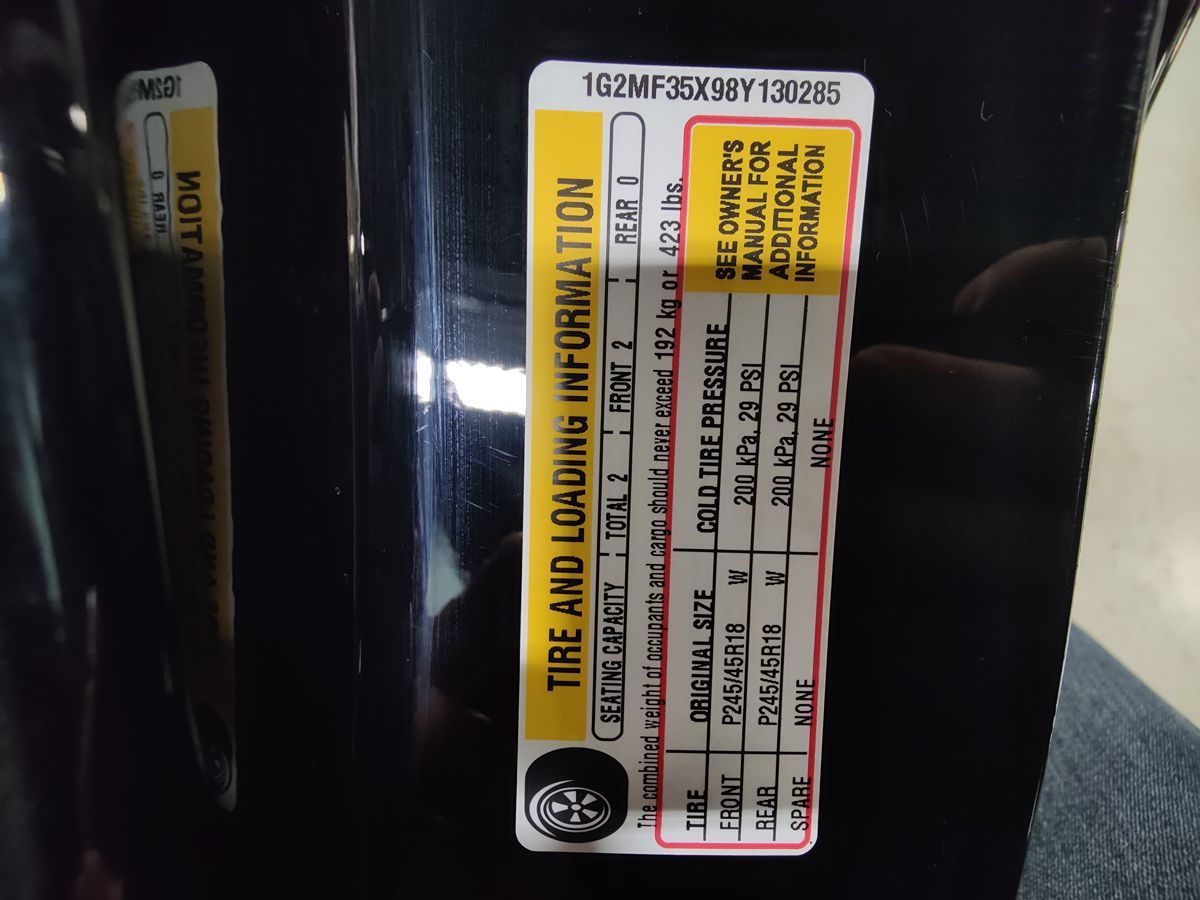 1G2MF35X98Y130285
TIRE AND LOADING INFORMATION
SEATING CAPACITY TOTAL 2 FRONT 2 REAR 0
The combined weight of occupants and cargo should never exceed 192 kg or 423 lbs.
TIRE ORIGINAL SIZE COLD TIRE PRESSURE
FRONT P245/45R18 W 200 kPa, 29 PSI
REAR P245/45R18 W 200 kPa, 29 PSI
SPARE NONE NONE
SEE OWNER'S
MANUAL FOR
ADDITIONAL
INFORMATION